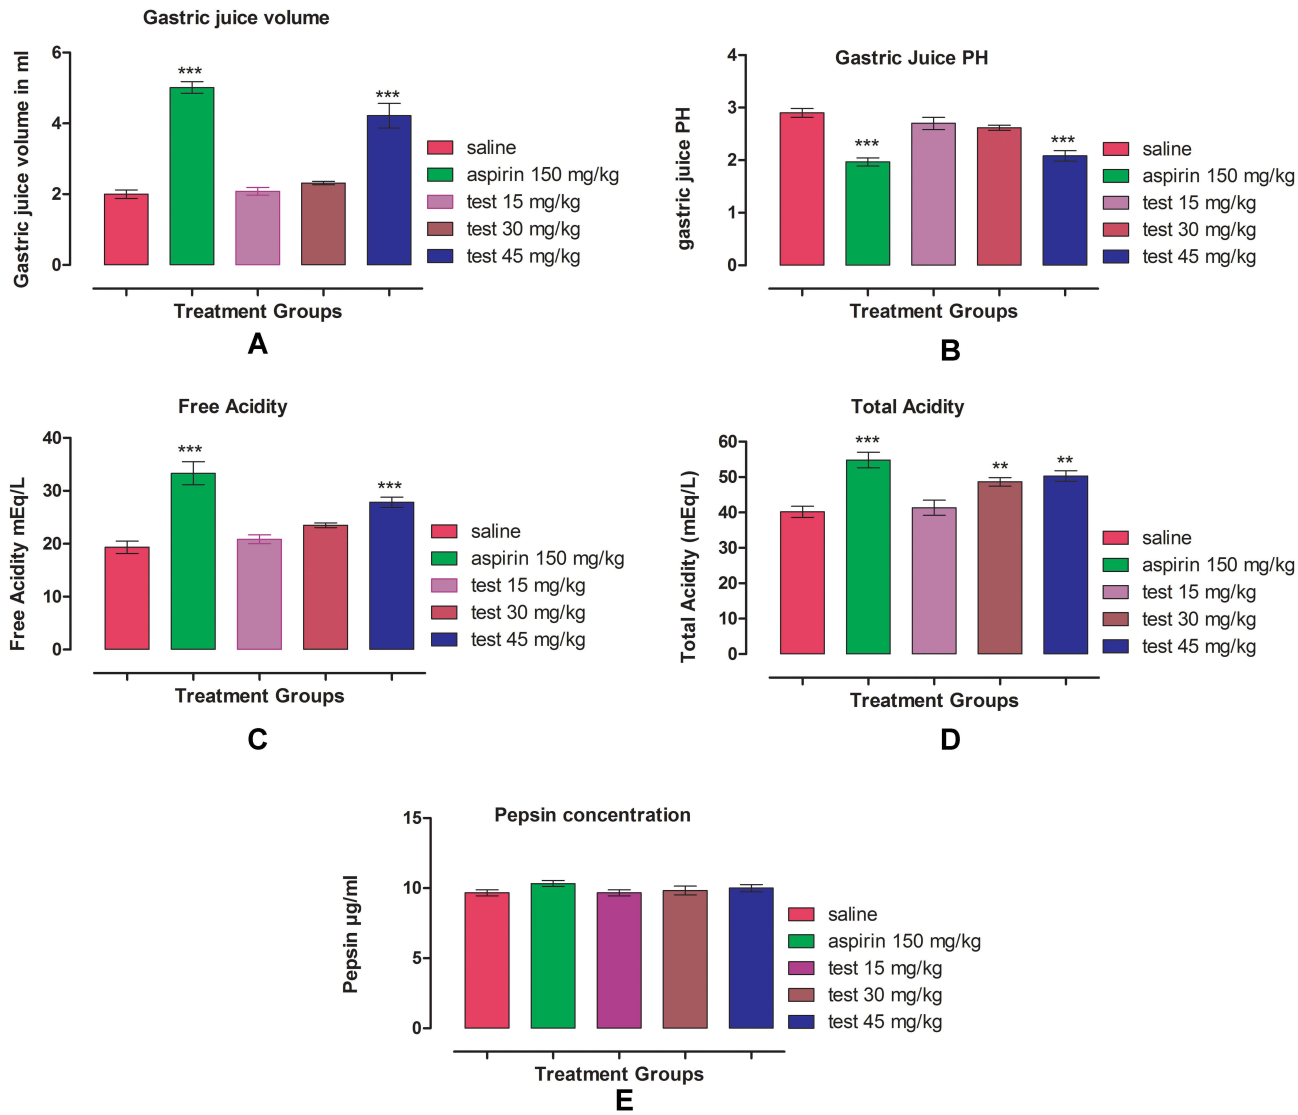 Gastric juice volume
Gastric juice volume in ml
6
4
2
0
***
***
saline
aspirin 150 mg/kg
test 15 mg/kg
test 30 mg/kg
test 45 mg/kg
Treatment Groups
A
Gastric Juice PH
gastric juice PH
4
3
2
1
0
***
***
saline
aspirin 150 mg/kg
test 15 mg/kg
test 30 mg/kg
test 45 mg/kg
Treatment Groups
B
Free Acidity
Free Acidity mEq/L
40
30
20
10
0
***
***
saline
aspirin 150 mg/kg
test 15 mg/kg
test 30 mg/kg
test 45 mg/kg
Treatment Groups
C
Total Acidity
Total Acidity (mEq/L)
60
50
40
30
20
10
0
***
**
**
saline
aspirin 150 mg/kg
test 15 mg/kg
test 30 mg/kg
test 45 mg/kg
Treatment Groups
D
Pepsin concentration
Pepsin µg/ml
15
10
5
0
saline
aspirin 150 mg/kg
test 15 mg/kg
test 30 mg/kg
test 45 mg/kg
Treatment Groups
E